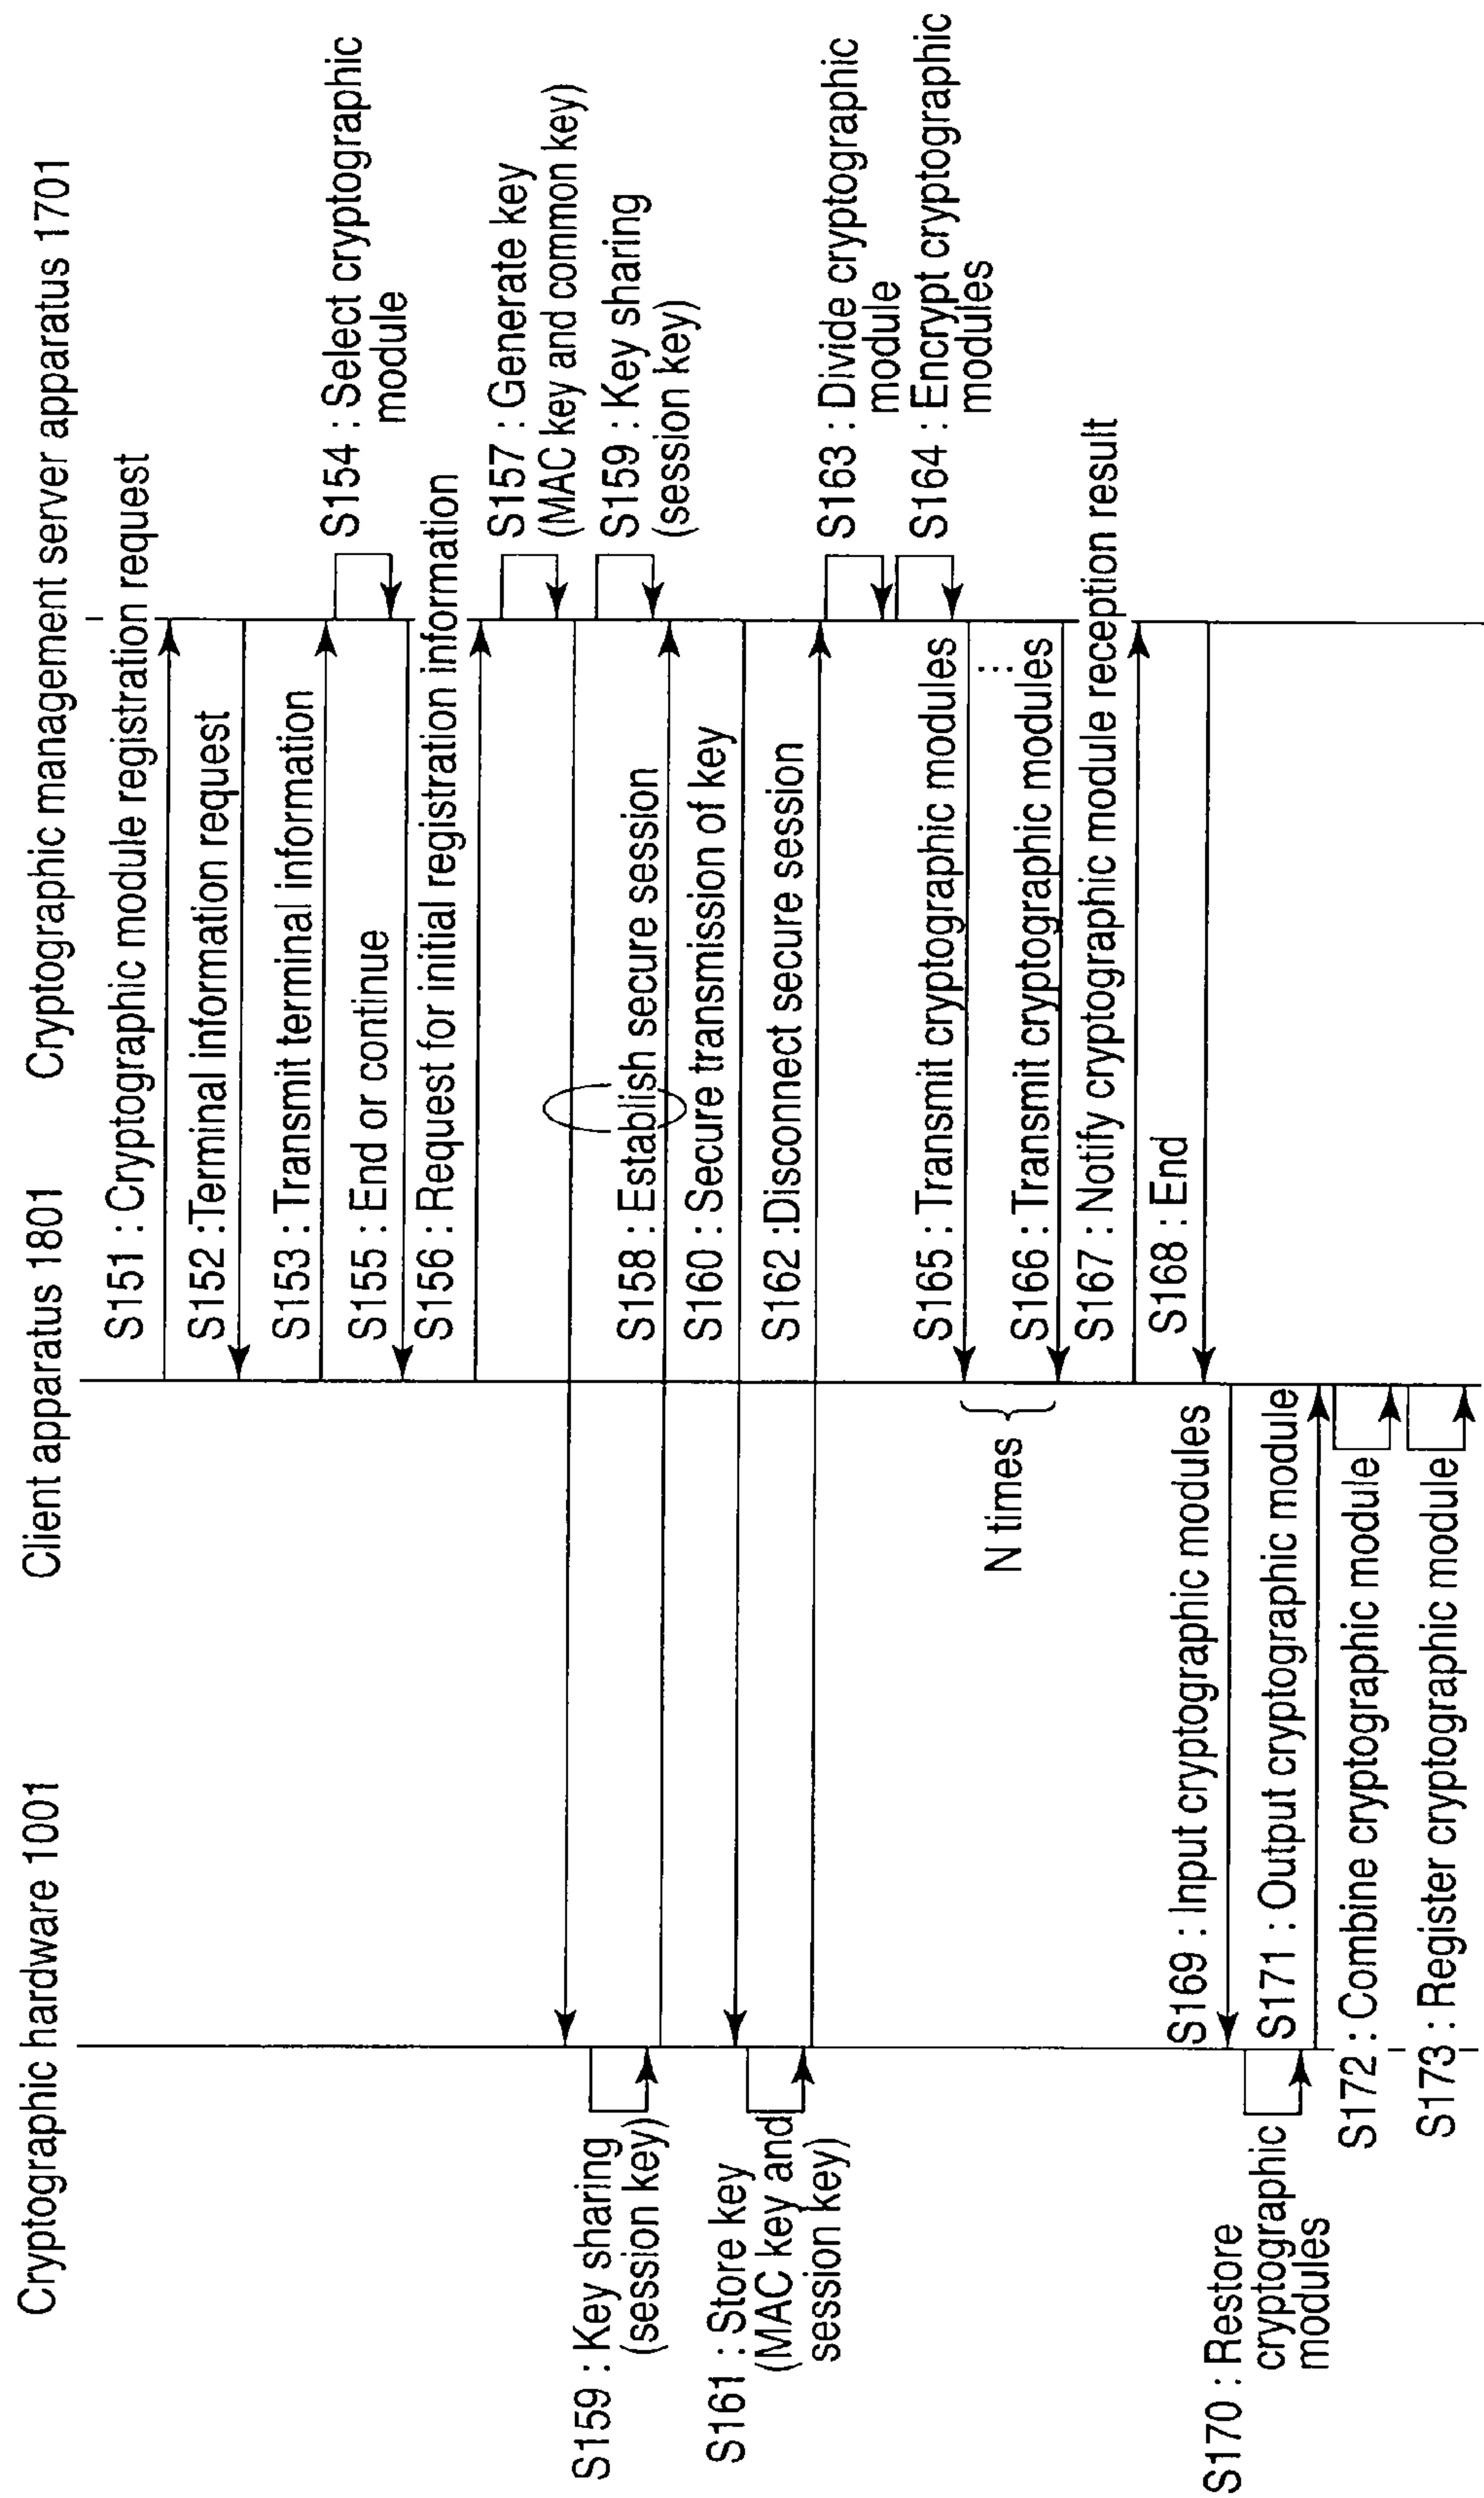 Cryptographic hardware 1001
Client apparatus 1801
Cryptographic management server apparatus 1701
S151 : Cryptographic module registration request
S152 :Terminal information request
S153 : Transmit terminal information
S154 : Select cryptographic
module
S155 : End or continue
S156 : Request for initial registration information
S157 : Generate key
(MAC key and common key)
S159 : Key sharing
(session key)
S159 : Key sharing
(session key)
S158 : Establish secure session
S160 : Secure transmission of key
S161 : Store key
(MAC key and
session key)
S162 :Disconnect secure session
S163 : Divide cryptographic
module
S164 : Encrypt cryptographic
modules
S165 : Transmit cryptographic modules
N times
S166 : Transmit cryptographic modules
S167 : Notify cryptographic module reception result
S168 : End
S169 : Input cryptographic modules
S170 : Restore
cryptographic
modules
S171 : Output cryptographic module
S172 : Combine cryptographic module
S173 : Register cryptographic module